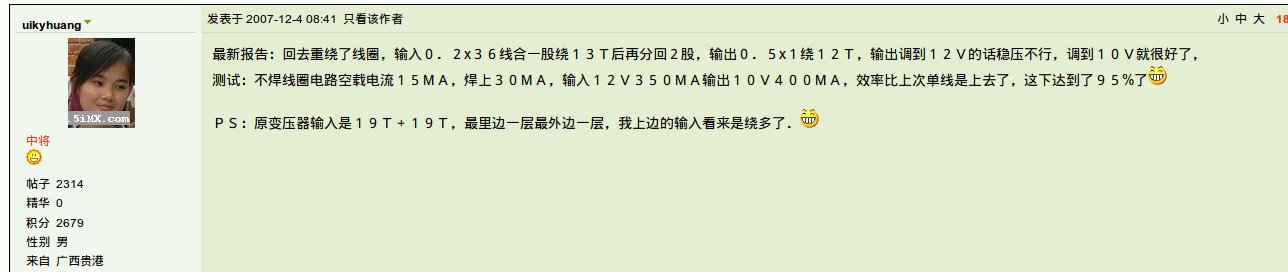 uikyhuang
发表于 2007-12-4 08:41 只看该作者
小 中 大 18
最新报告：回去重绕了线圈，输入０．２x３６线合一股绕１３Ｔ后再分回２股，输出０．５x１绕１２Ｔ，输出调到１２Ｖ的话稳压不行，调到１０Ｖ就很好了，
测试：不焊线圈电路空载电流１５ＭＡ，焊上３０ＭＡ，输入１２Ｖ３５０ＭＡ输出１０Ｖ４００ＭＡ，效率比上次单线是上去了，这下达到了９５%了
ＰＳ：原变压器输入是１９Ｔ+１９Ｔ，最里边一层最外边一层，我上边的输入看来是绕多了．
5iMX.com
中将
帖子 2314
精华 0
积分 2679
性别 男
来自 广西贵港